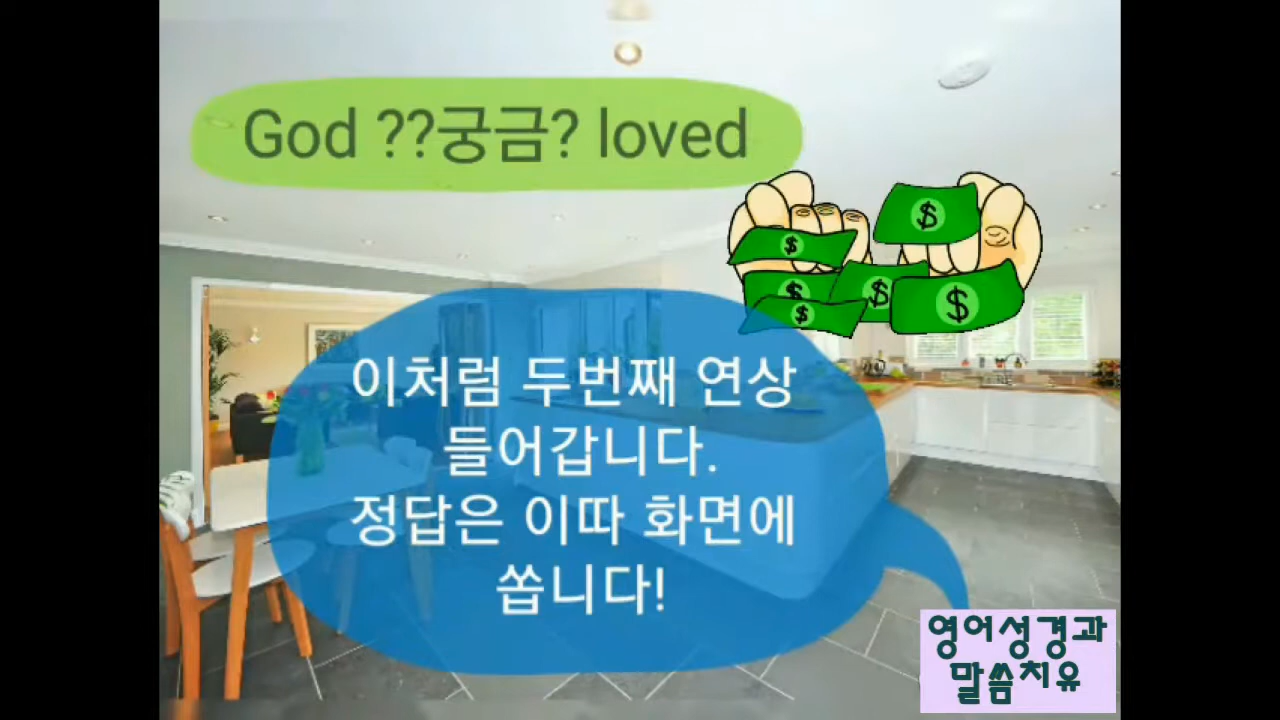 God ??궁금? loved
이처럼 두번째 연상
들어갑니다.
정답은 이따 화면에
쏩니다!
영어성경과
말씀치유